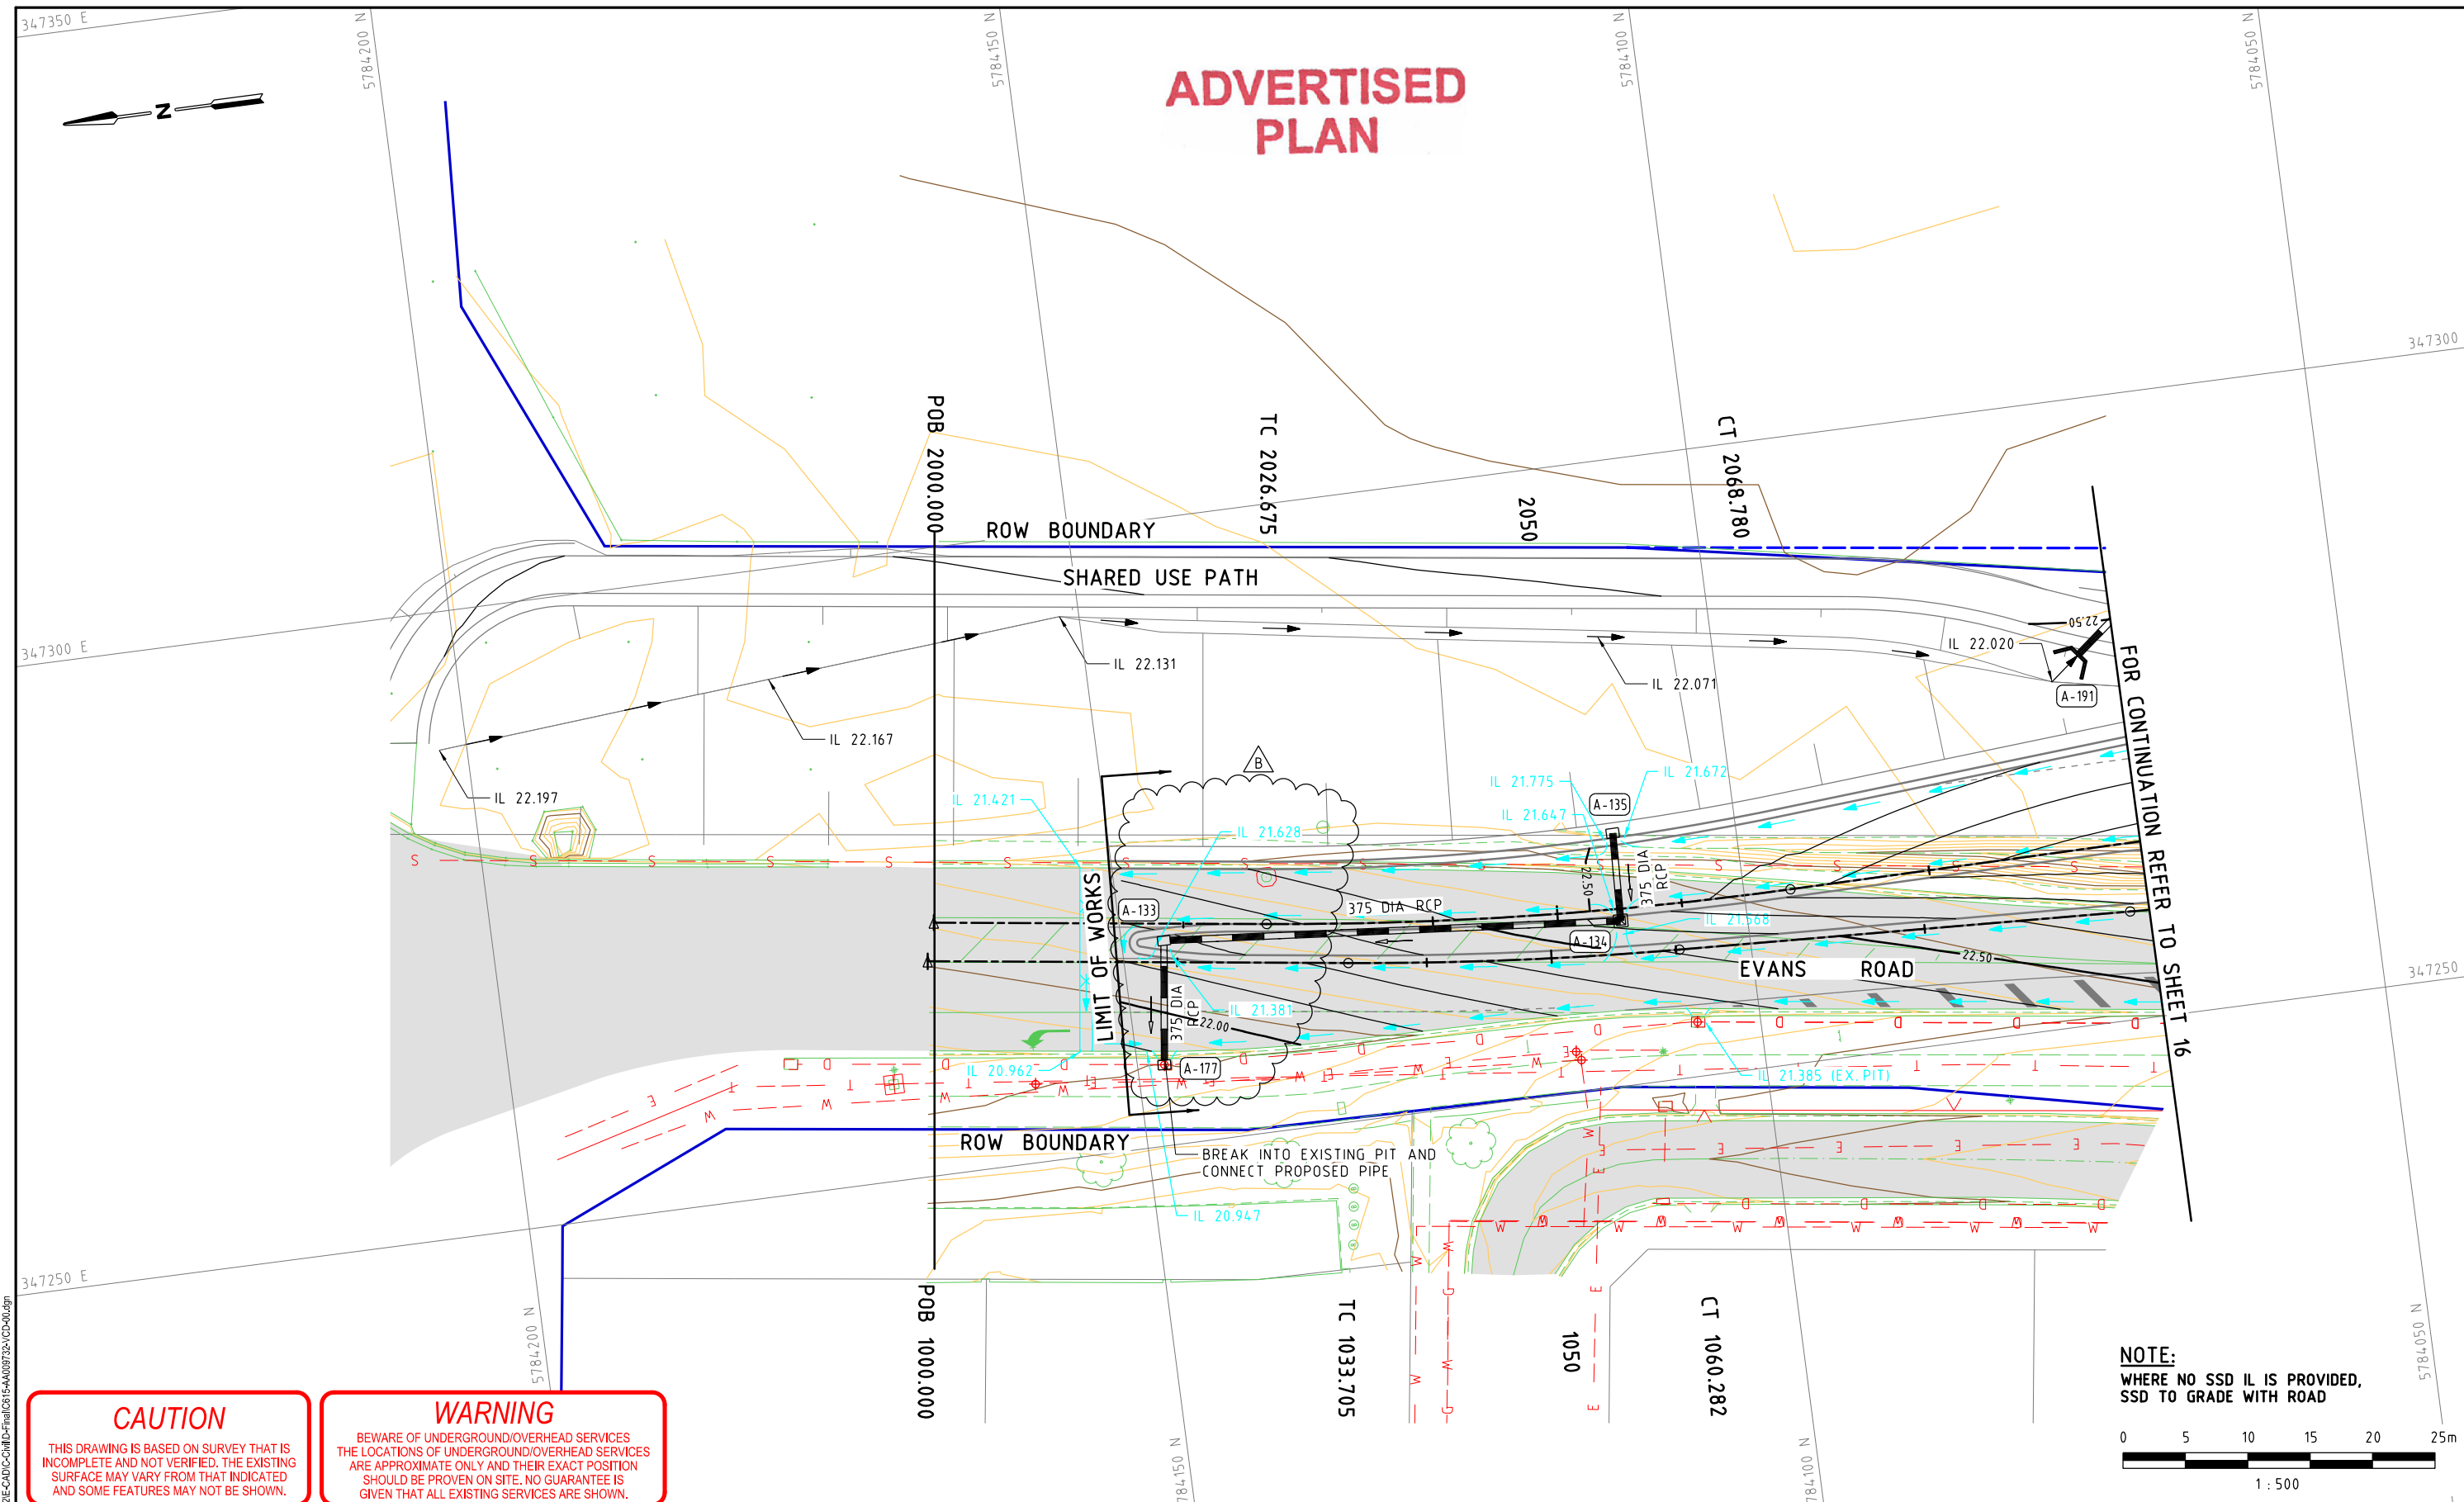 347350 E
5784200 N
5784150 N
5784100 N
5784050 N
ADVERTISED
PLAN
N
347300
POB 2000.000
TC 2026.675
2050
CT 2068.780
ROW BOUNDARY
SHARED USE PATH
347300 E
IL 22.131
IL 22.071
IL 22.020
22.50
A-191
IL 22.167
IL 22.197
B
IL 21.421
IL 21.628
IL 21.775
IL 21.672
IL 21.647
A-135
375 DIA
RCP
22.50
A-133
375 DIA RCP
A-134
IL 21.568
LIMIT OF WORKS
EVANS ROAD
22.50
347250
FOR CONTINUATION REFER TO SHEET 16
375 DIA
RCP
22.00
IL 21.381
IL 20.962
A-177
IL 21.385 (EX. PIT)
ROW BOUNDARY
BREAK INTO EXISTING PIT AND
CONNECT PROPOSED PIPE
IL 20.947
347250 E
5784200 N
POB 1000.000
TC 1033.705
1050
CT 1060.282
5784050 N
784150 N
784100 N
NOTE:
WHERE NO SSD IL IS PROVIDED,
SSD TO GRADE WITH ROAD
0 5 10 15 20 25m
1 : 500
CAUTION
THIS DRAWING IS BASED ON SURVEY THAT IS
INCOMPLETE AND NOT VERIFIED. THE EXISTING
SURFACE MAY VARY FROM THAT INDICATED
AND SOME FEATURES MAY NOT BE SHOWN.
WARNING
BEWARE OF UNDERGROUND/OVERHEAD SERVICES
THE LOCATIONS OF UNDERGROUND/OVERHEAD SERVICES
ARE APPROXIMATE ONLY AND THEIR EXACT POSITION
SHOULD BE PROVEN ON SITE. NO GUARANTEE IS
GIVEN THAT ALL EXISTING SERVICES ARE SHOWN.